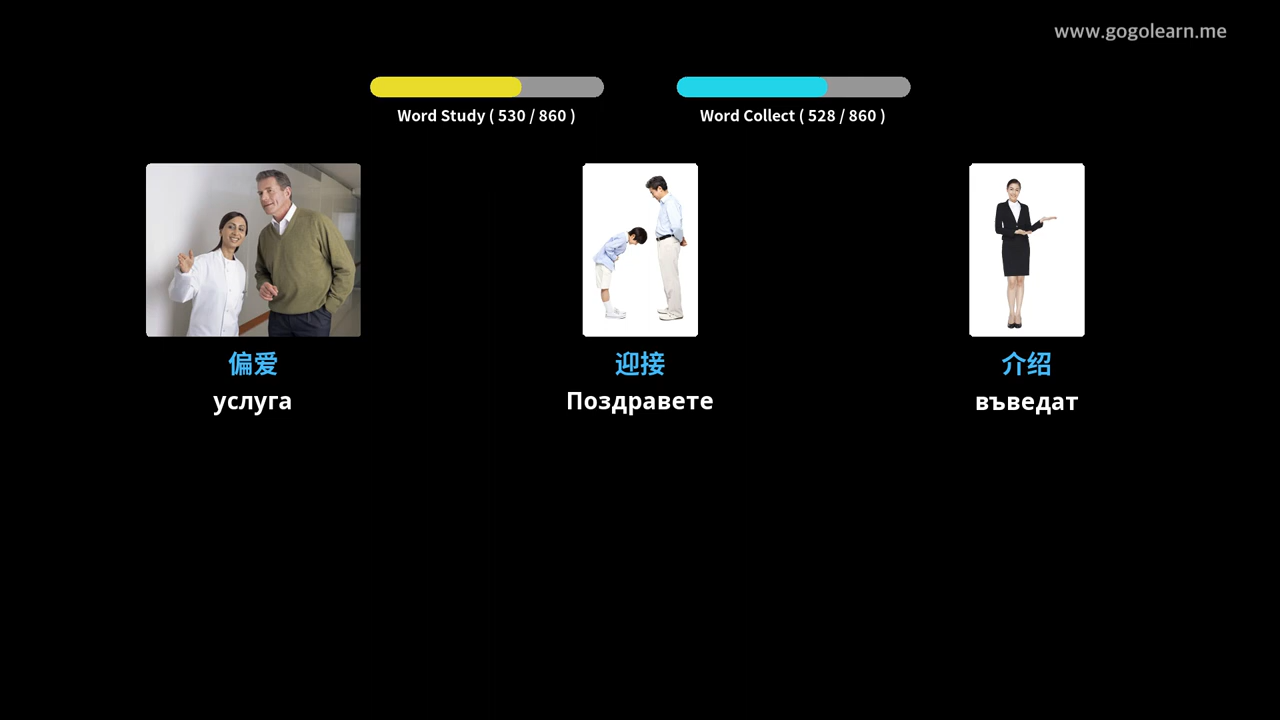 www.gogolearn.me
Word Study ( 530 / 860 )
Word Collect ( 528 / 860 )
偏爱
迎接
介绍
услуга
Поздравете
въведат